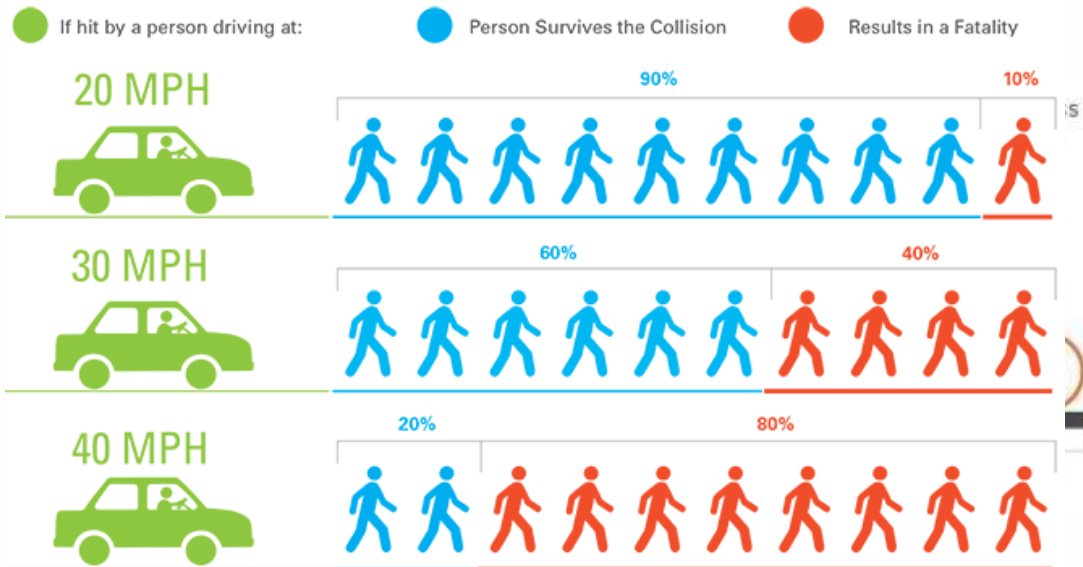 If hit by a person driving at:
Person Survives the Collision
Results in a Fatality
20 MPH
90%
10%
30 MPH
60%
40%
40 MPH
20%
80%